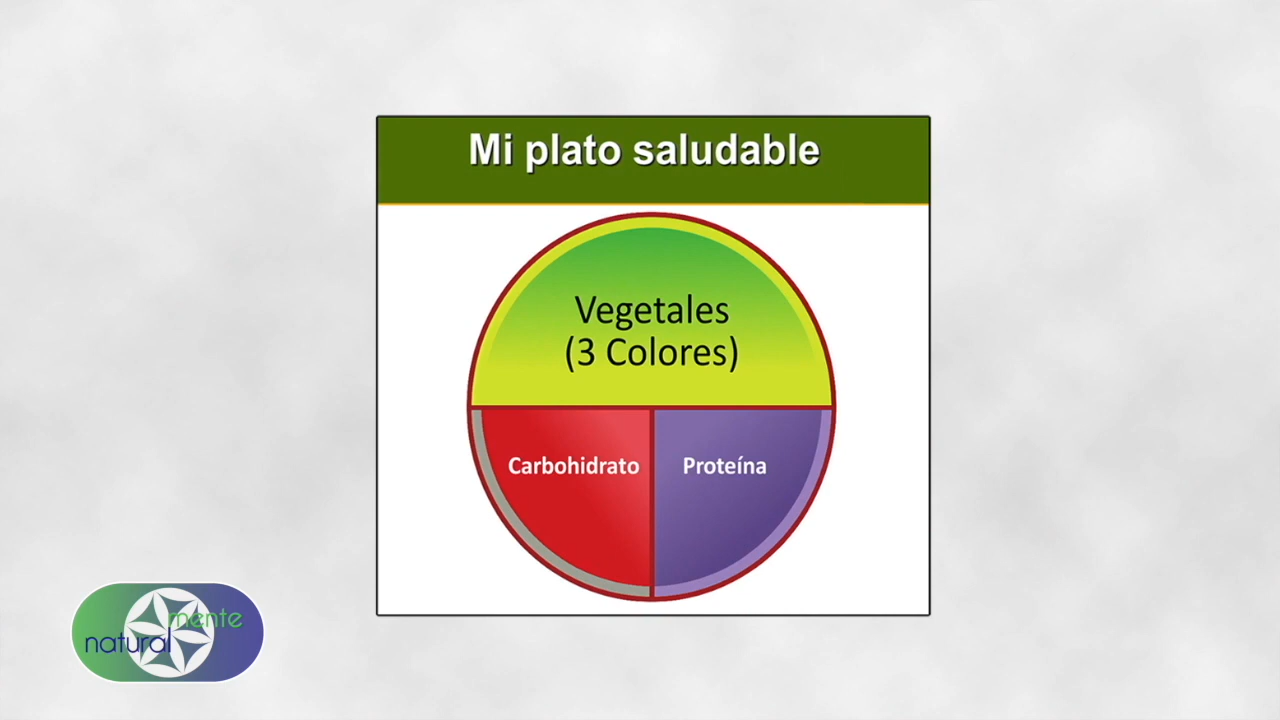 Mi plato saludable
Vegetales
(3 Colores)
Carbohidrato
Proteína
natural
mente